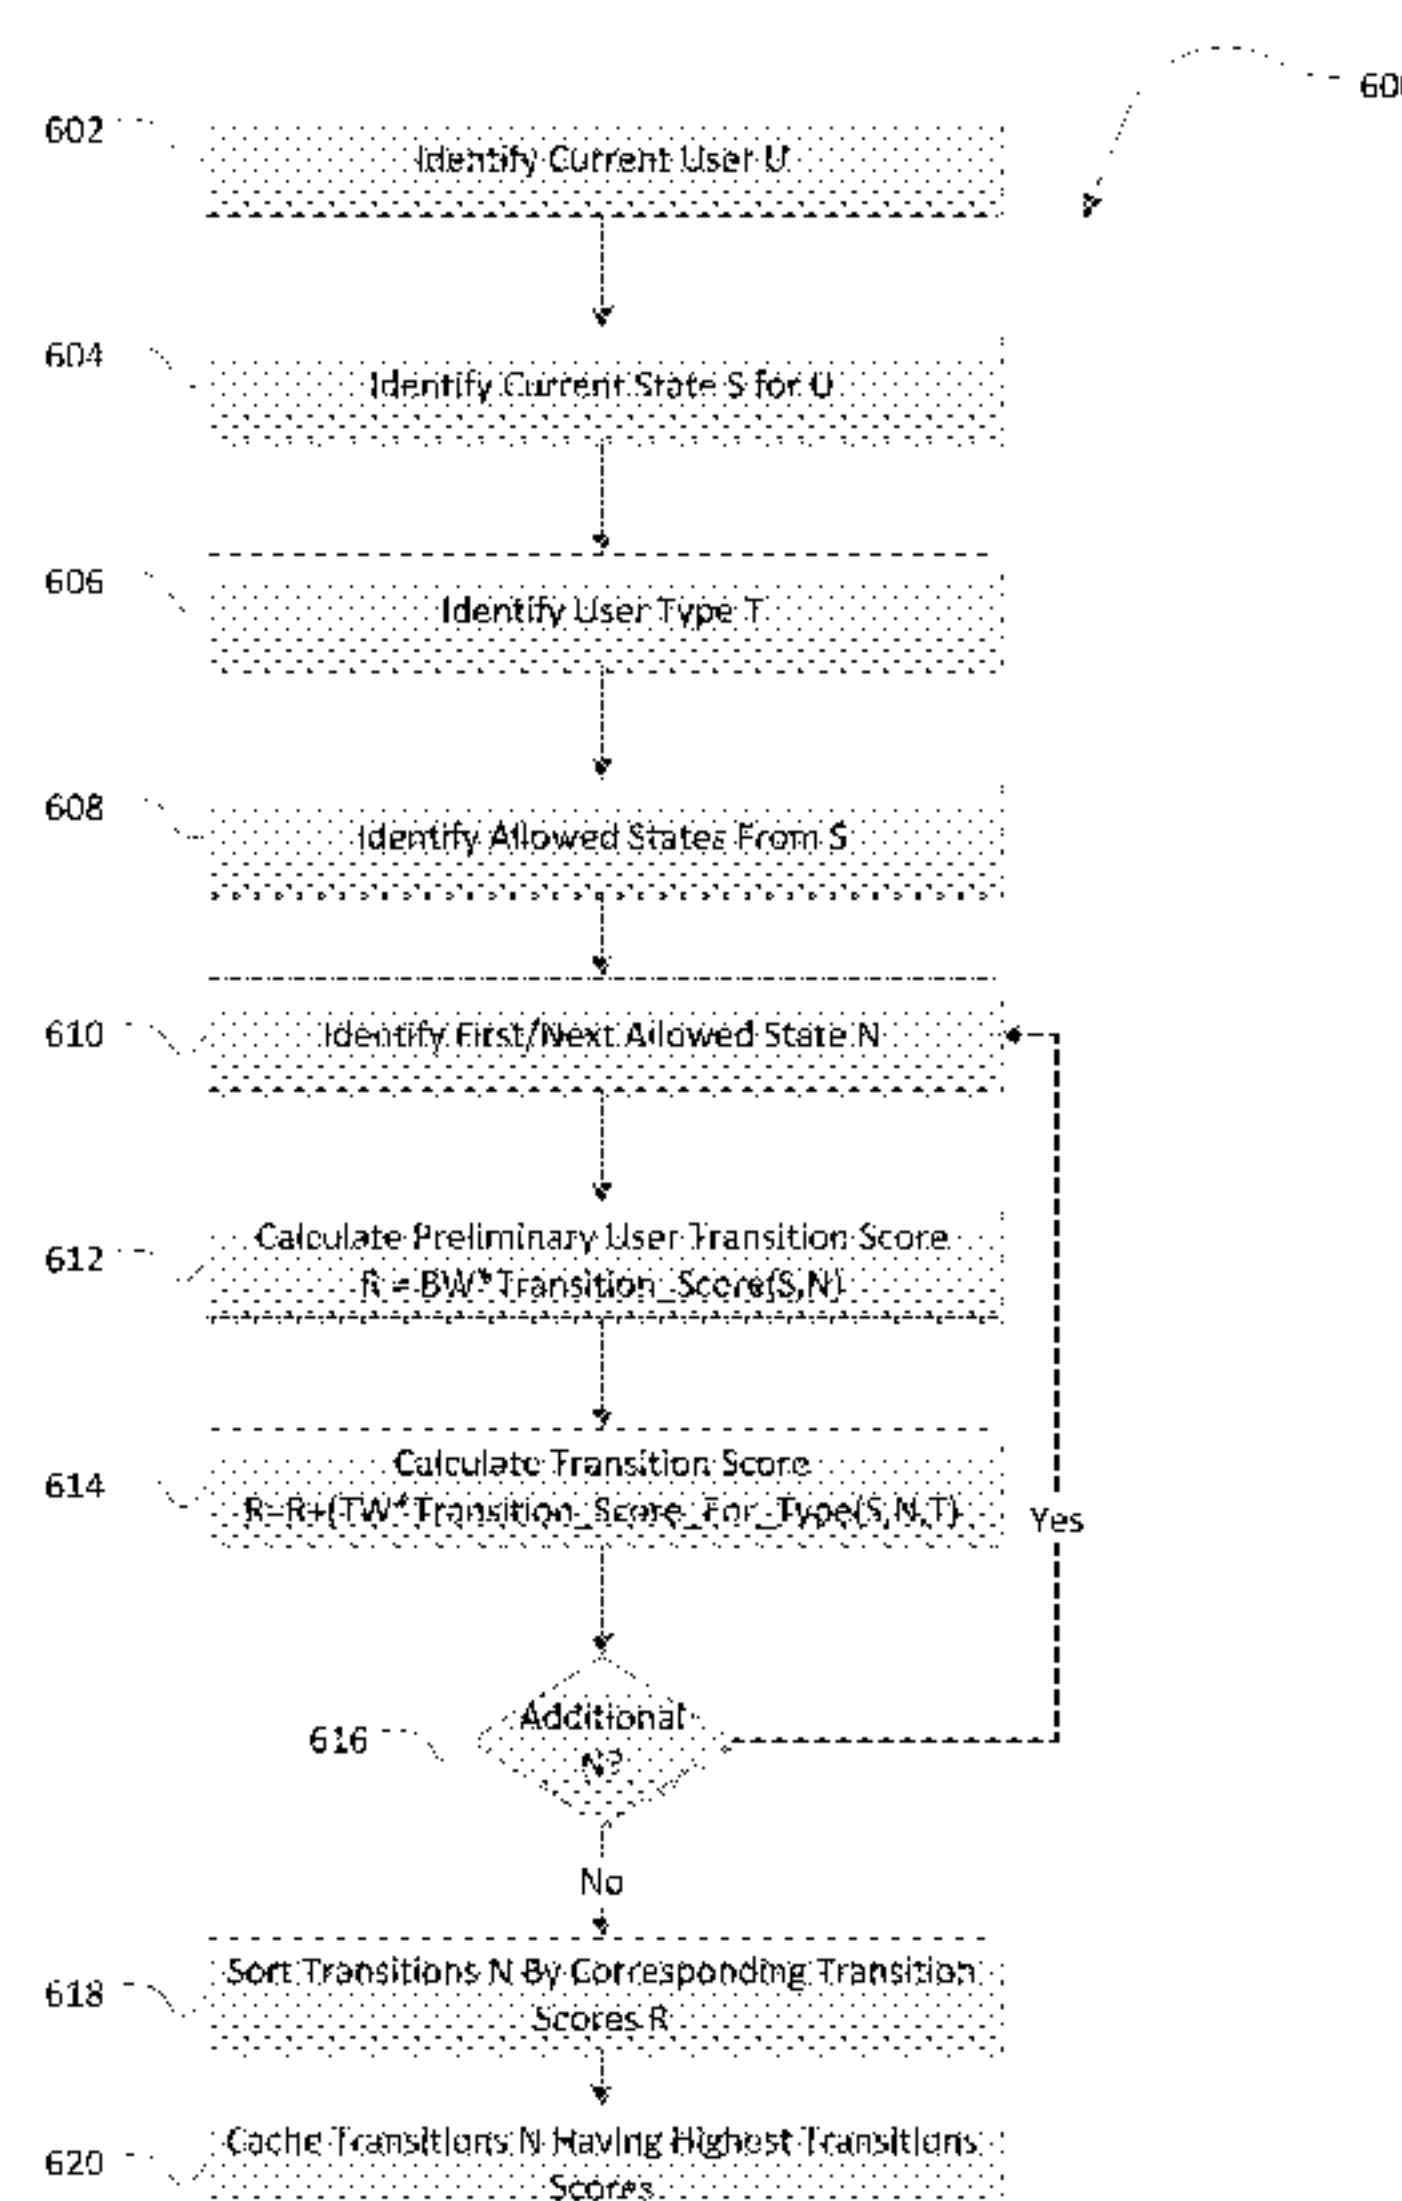 600
602
Identify Current User U
604
Identify Current State S for U
606
Identify User Type T
608
Identify Allowed States From S
610
Identify First/Next Allowed State N
612
Calculate Preliminary User Transition Score
R = BW*Transition_Score(S,N)
614
Calculate Transition Score
R=R+(TW*Transition_Score_For_Type(S,N,T)
Yes
616
Additional
N?
No
618
Sort Transitions N By Corresponding Transition
Scores R
620
Cache Transitions N Having Highest Transitions
Scores